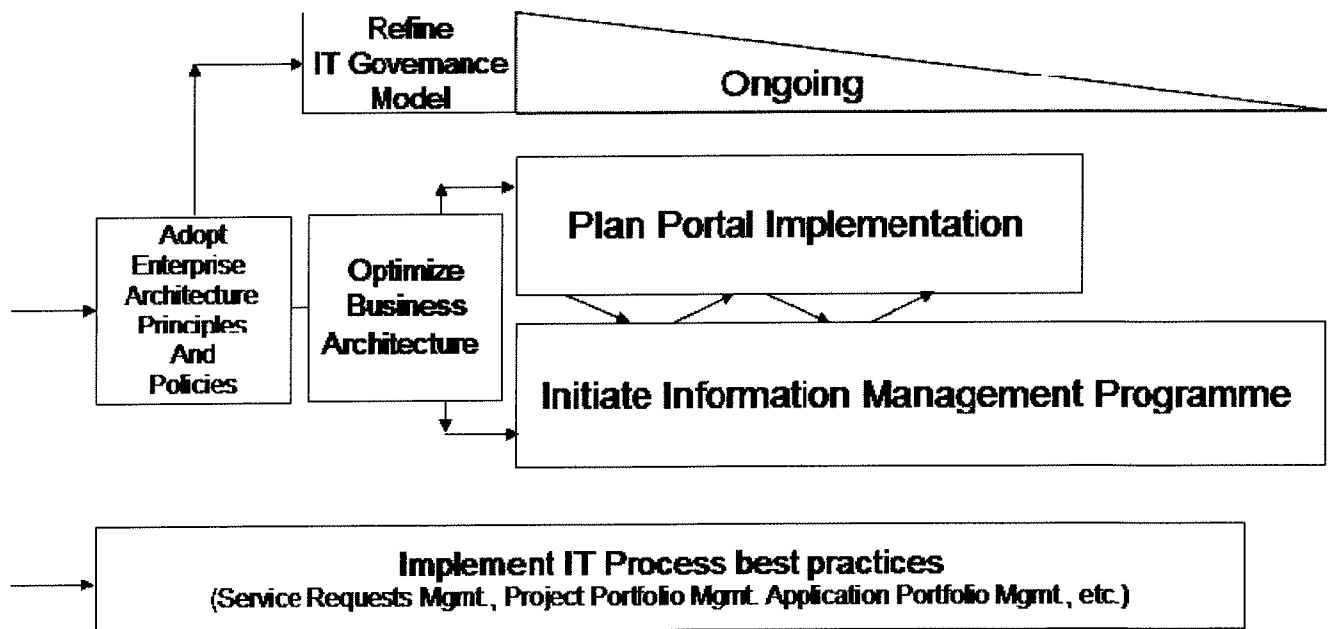 Refine
IT Governance
Model
Ongoing
Plan Portal Implementation
Adopt
Enterprise
Architecture
Principles
And
Policies
Optimize
Business
Architecture
Initiate Information Management Programme
Implement IT Process best practices
(Service Requests Mgmt., Project Portfolio Mgmt. Application Portfolio Mgmt., etc.)